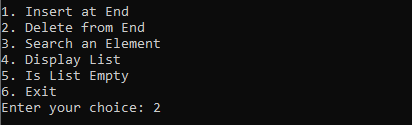 1. Insert at End
2. Delete from End
3. Search an Element
4. Display List
5. Is List Empty
6. Exit
Enter your choice: 2